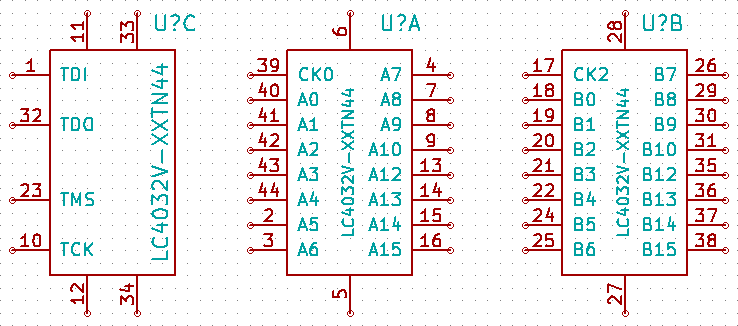 U?C
11 33
1 TDI
32 TDO
23 TMS
10 TCK
LC4032V-XXTN44
12 34
U?A
6
39 CK0 A7 4
40 A0 A8 7
41 A1 A9 8
42 A2 A10 9
43 A3 A12 13
44 A4 A13 14
2 A5 A14 15
3 A6 A15 16
LC4032V-XXTN44
5
U?B
28
17 CK2 B7 26
18 B0 B8 29
19 B1 B9 30
20 B2 B10 31
21 B3 B12 35
22 B4 B13 36
24 B5 B14 37
25 B6 B15 38
LC4032V-XXTN44
27